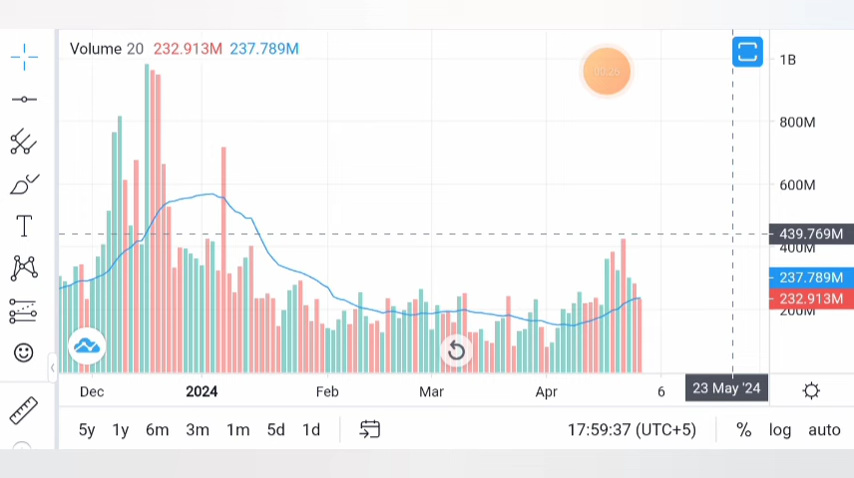 Volume 20 232.913M 237.789M
00:26
1B
800M
600M
439.769M
400M
237.789M
232.913M
200M
Dec 2024 Feb Mar Apr 6 23 May '24
5y 1y 6m 3m 1m 5d 1d 17:59:37 (UTC+5) % log auto
T